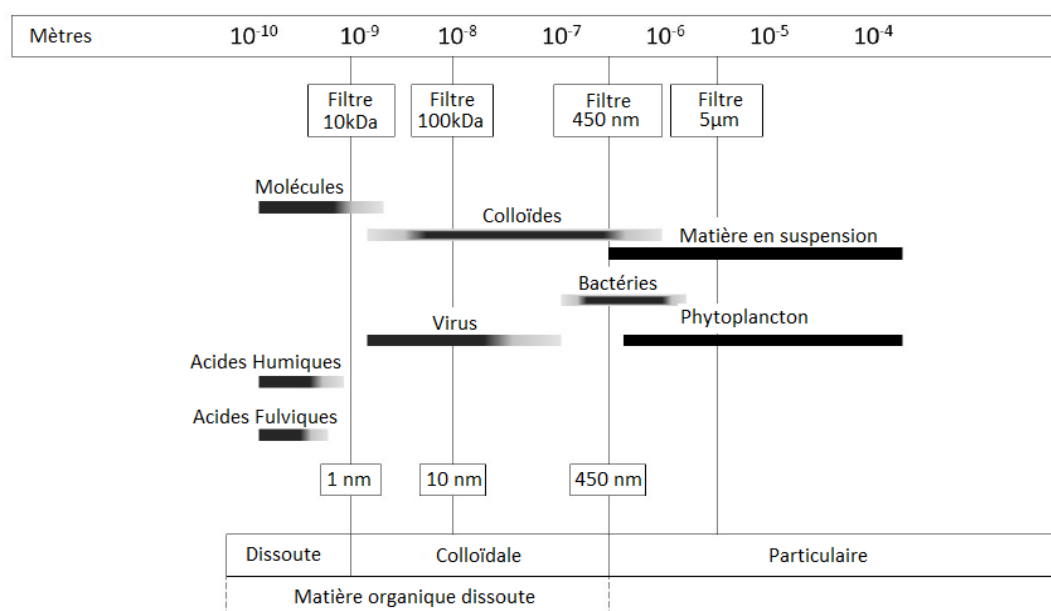 Mètres 10⁻¹⁰ 10⁻⁹ 10⁻⁸ 10⁻⁷ 10⁻⁶ 10⁻⁵ 10⁻⁴
Filtre
10kDa
Filtre
100kDa
Filtre
450 nm
Filtre
5µm
Molécules
Colloïdes
Matière en suspension
Bactéries
Virus
Phytoplancton
Acides Humiques
Acides Fulviques
1 nm
10 nm
450 nm
Dissoute
Colloïdale
Particulaire
Matière organique dissoute